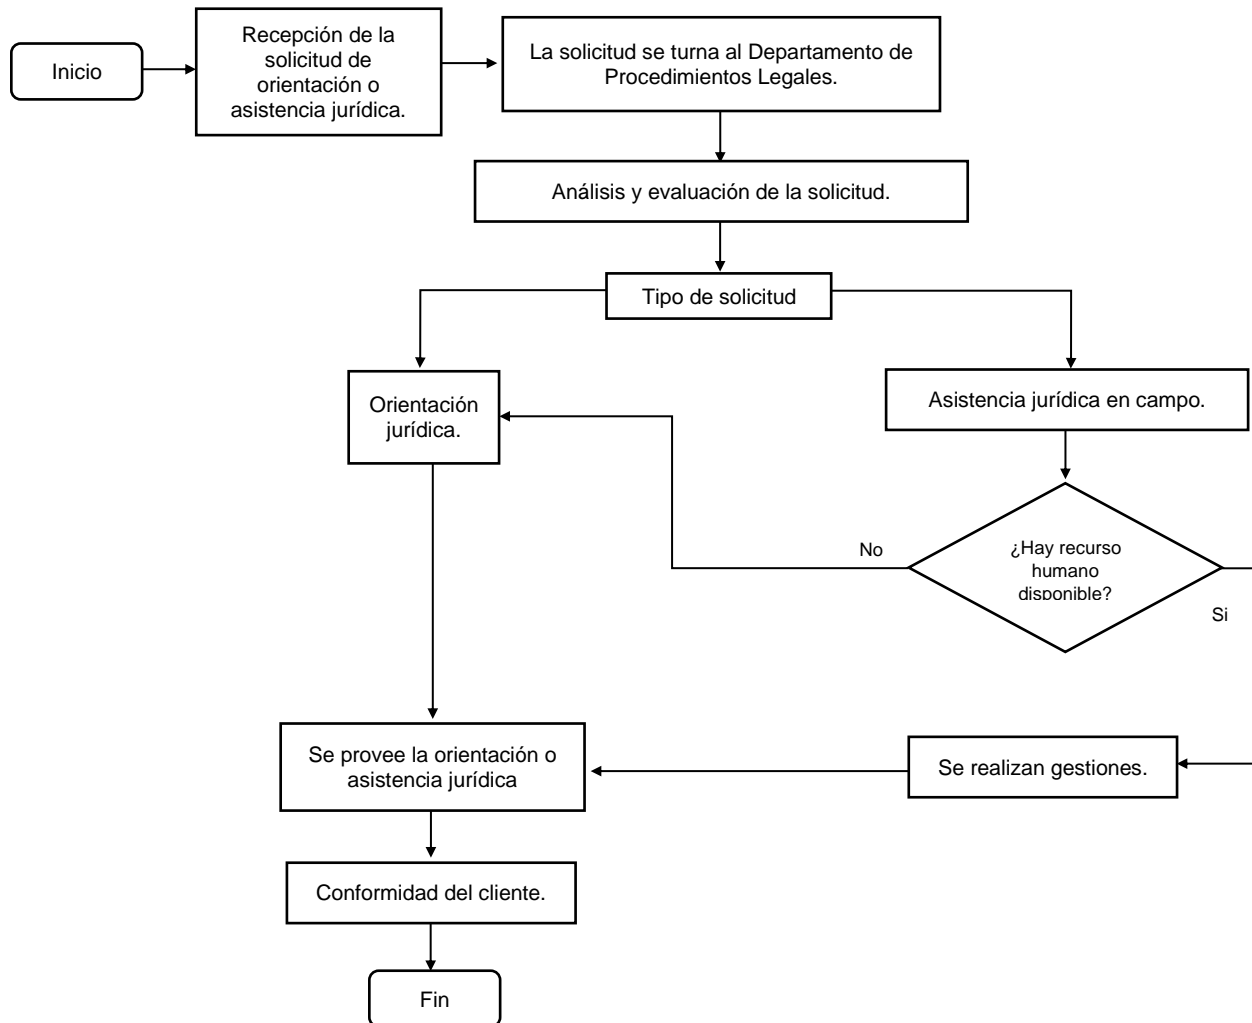 Inicio
Recepción de la
solicitud de
orientación o
asistencia jurídica.
La solicitud se turna al Departamento de
Procedimientos Legales.
Análisis y evaluación de la solicitud.
Tipo de solicitud
Orientación
jurídica.
Asistencia jurídica en campo.
No
¿Hay recurso
humano
disponible?
Si
Se provee la orientación o
asistencia jurídica
Se realizan gestiones.
Conformidad del cliente.
Fin